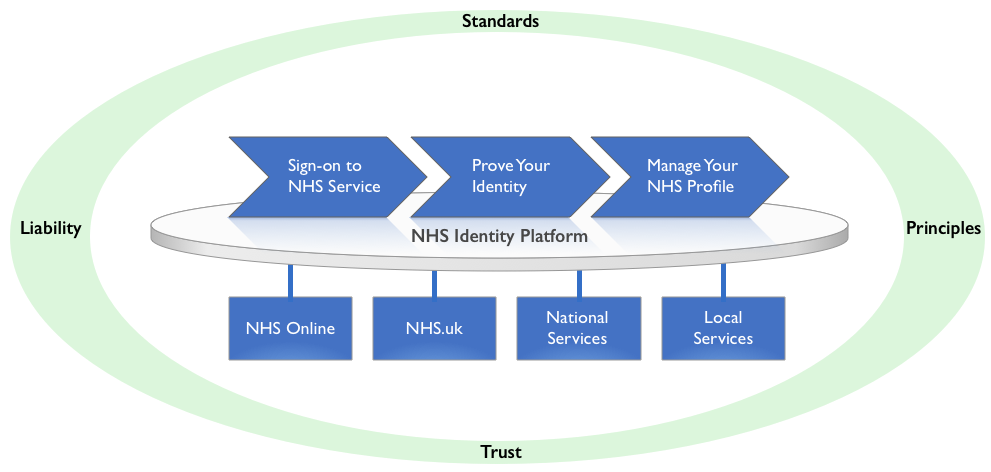 Standards
Sign-on to
NHS Service
Prove Your
Identity
Manage Your
NHS Profile
Liability
Principles
NHS Identity Platform
NHS Online
NHS.uk
National
Services
Local
Services
Trust